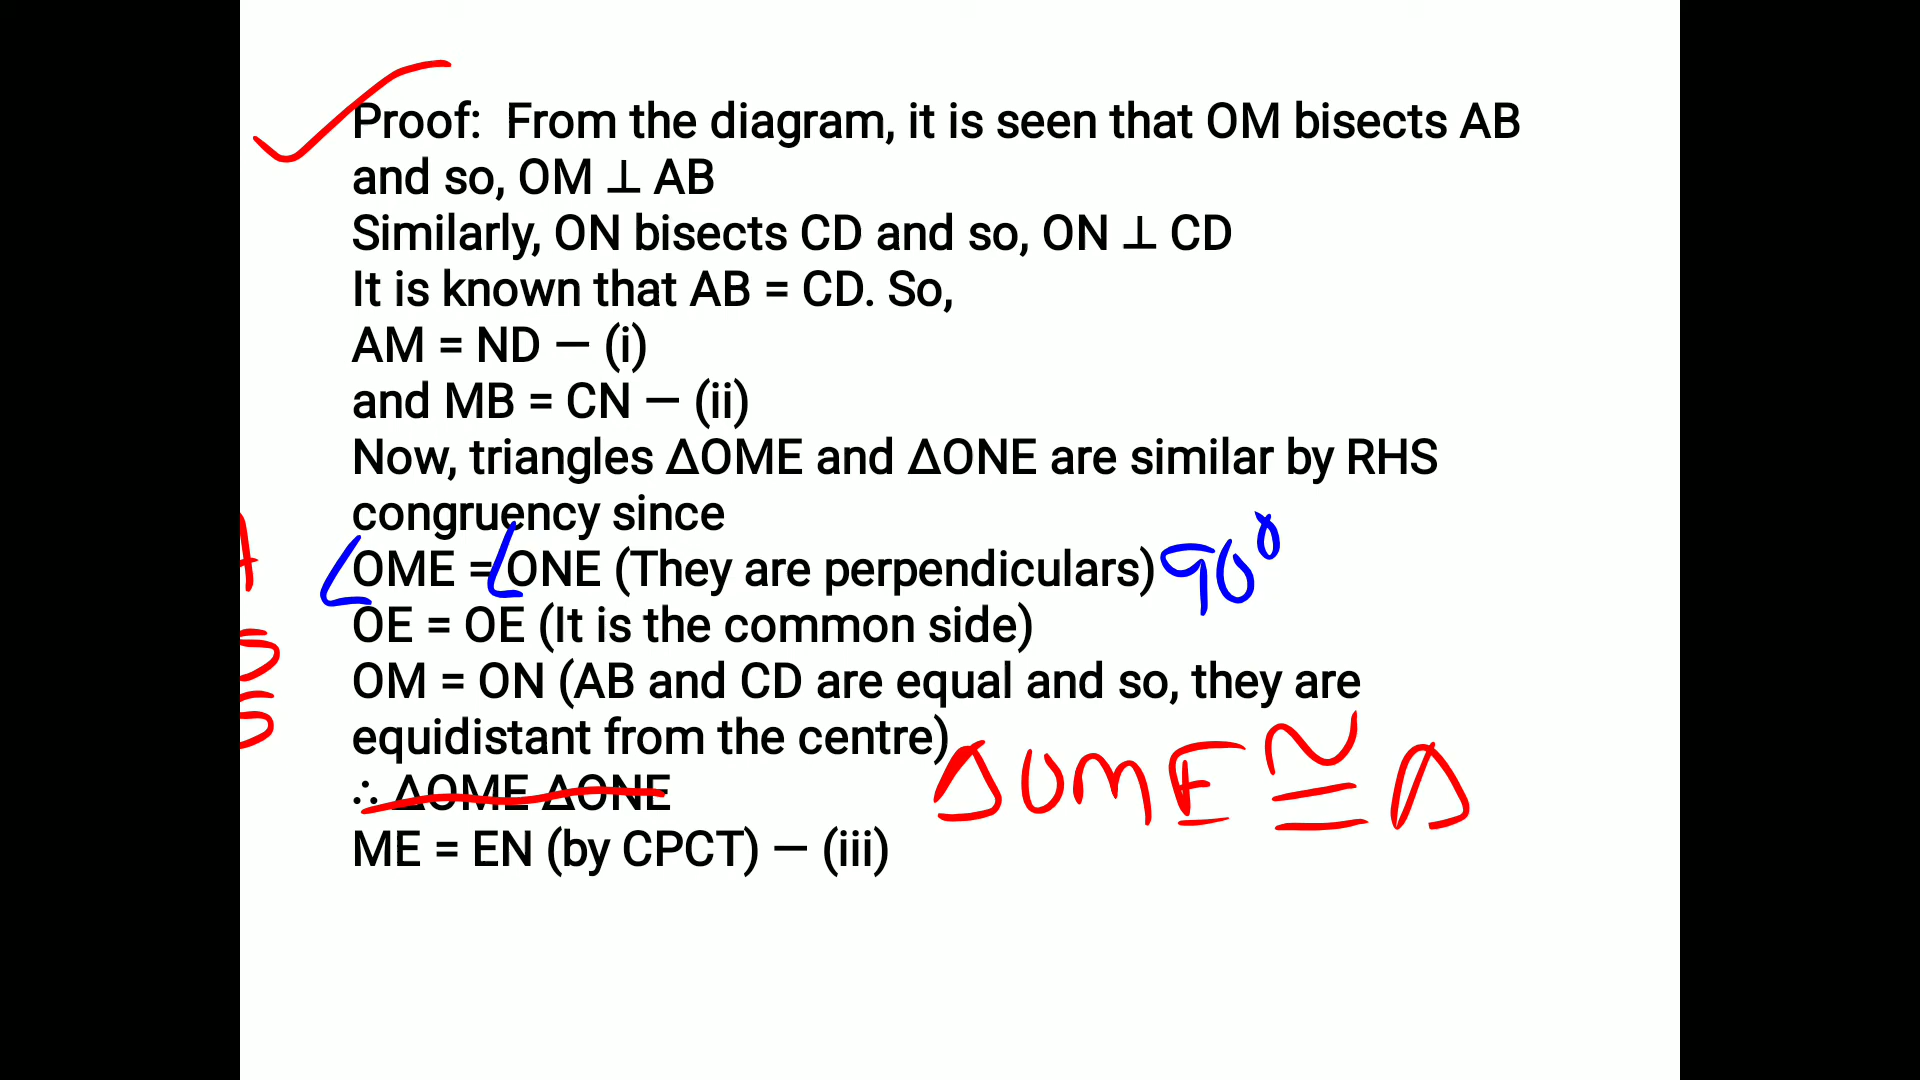 Proof:  From the diagram, it is seen that OM bisects AB
and so, OM ⊥ AB
Similarly, ON bisects CD and so, ON ⊥ CD
It is known that AB = CD. So,
AM = ND — (i)
and MB = CN — (ii)
Now, triangles ΔOME and ΔONE are similar by RHS
congruency since
∠OME = ∠ONE (They are perpendiculars) 90°
OE = OE (It is the common side)
OM = ON (AB and CD are equal and so, they are
equidistant from the centre)
∴ ΔOME ΔONE
ΔOME ≅ Δ
ME = EN (by CPCT) — (iii)